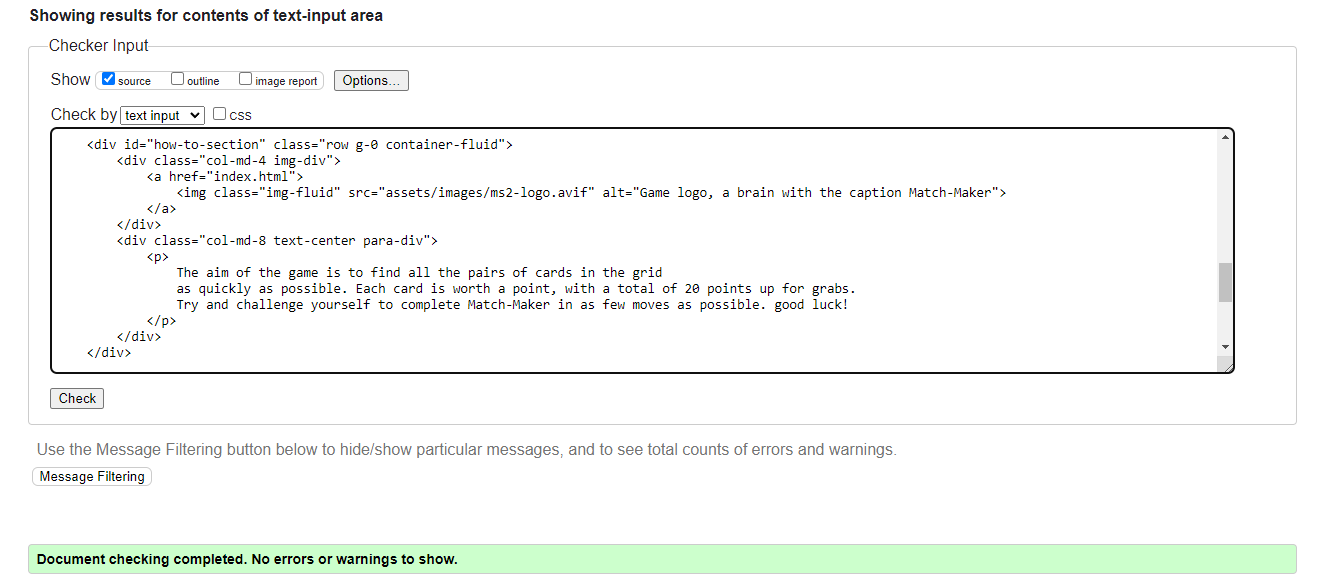 Showing results for contents of text-input area
Checker Input
Show source outline image report Options...
Check by text input css
<div id="how-to-section" class="row g-0 container-fluid">
<div class="col-md-4 img-div">
<a href="index.html">
<img class="img-fluid" src="assets/images/ms2-logo.avif" alt="Game logo, a brain with the caption Match-Maker">
</a>
</div>
<div class="col-md-8 text-center para-div">
<p>
The aim of the game is to find all the pairs of cards in the grid
as quickly as possible. Each card is worth a point, with a total of 20 points up for grabs.
Try and challenge yourself to complete Match-Maker in as few moves as possible. good luck!
</p>
</div>
</div>
Check
Use the Message Filtering button below to hide/show particular messages, and to see total counts of errors and warnings.
Message Filtering
Document checking completed. No errors or warnings to show.